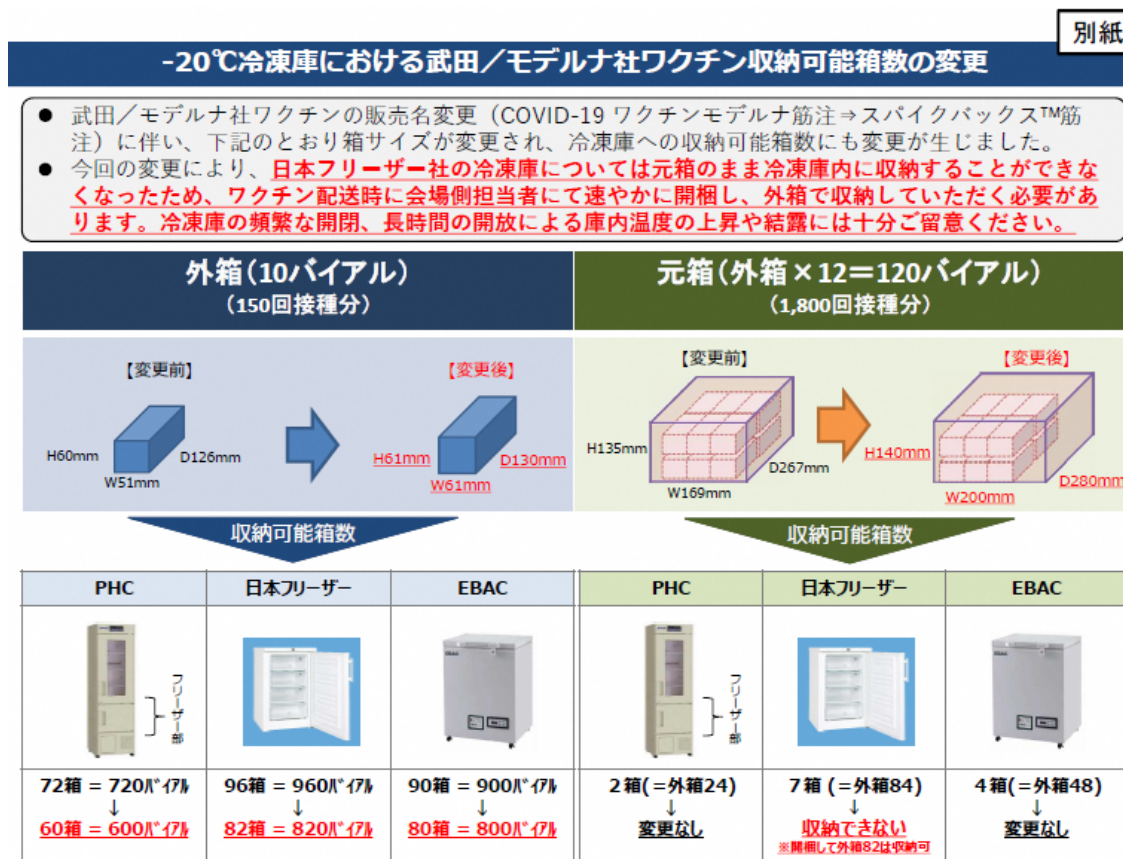 別紙
-20℃冷凍庫における武田／モデルナ社ワクチン収納可能箱数の変更
● 武田／モデルナ社ワクチンの販売名変更（COVID-19 ワクチンモデルナ筋注⇒スパイクバックス™筋
注）に伴い、下記のとおり箱サイズが変更され、冷凍庫への収納可能箱数にも変更が生じました。
● 今回の変更により、日本フリーザー社の冷凍庫については元箱のまま冷凍庫内に収納することができな
くなったため、ワクチン配送時に会場側担当者にて速やかに開梱し、外箱で収納していただく必要があ
ります。冷凍庫の頻繁な開閉、長時間の開放による庫内温度の上昇や結露には十分ご留意ください。
外箱（10バイアル）
（150回接種分）
【変更前】
H60mm
W51mm
D126mm
【変更後】
H61mm
W61mm
D130mm
収納可能箱数
PHC
日本フリーザー
EBAC
フリーザー部
72箱 = 720バイアル
↓
60箱 = 600バイアル
96箱 = 960バイアル
↓
82箱 = 820バイアル
90箱 = 900バイアル
↓
80箱 = 800バイアル
元箱（外箱×12＝120バイアル）
（1,800回接種分）
【変更前】
H135mm
W169mm
D267mm
【変更後】
H140mm
W200mm
D280mm
収納可能箱数
PHC
日本フリーザー
EBAC
フリーザー部
2箱(=外箱24)
↓
変更なし
7箱 (=外箱84)
↓
収納できない
※開梱して外箱82は収納可
4箱(=外箱48)
↓
変更なし